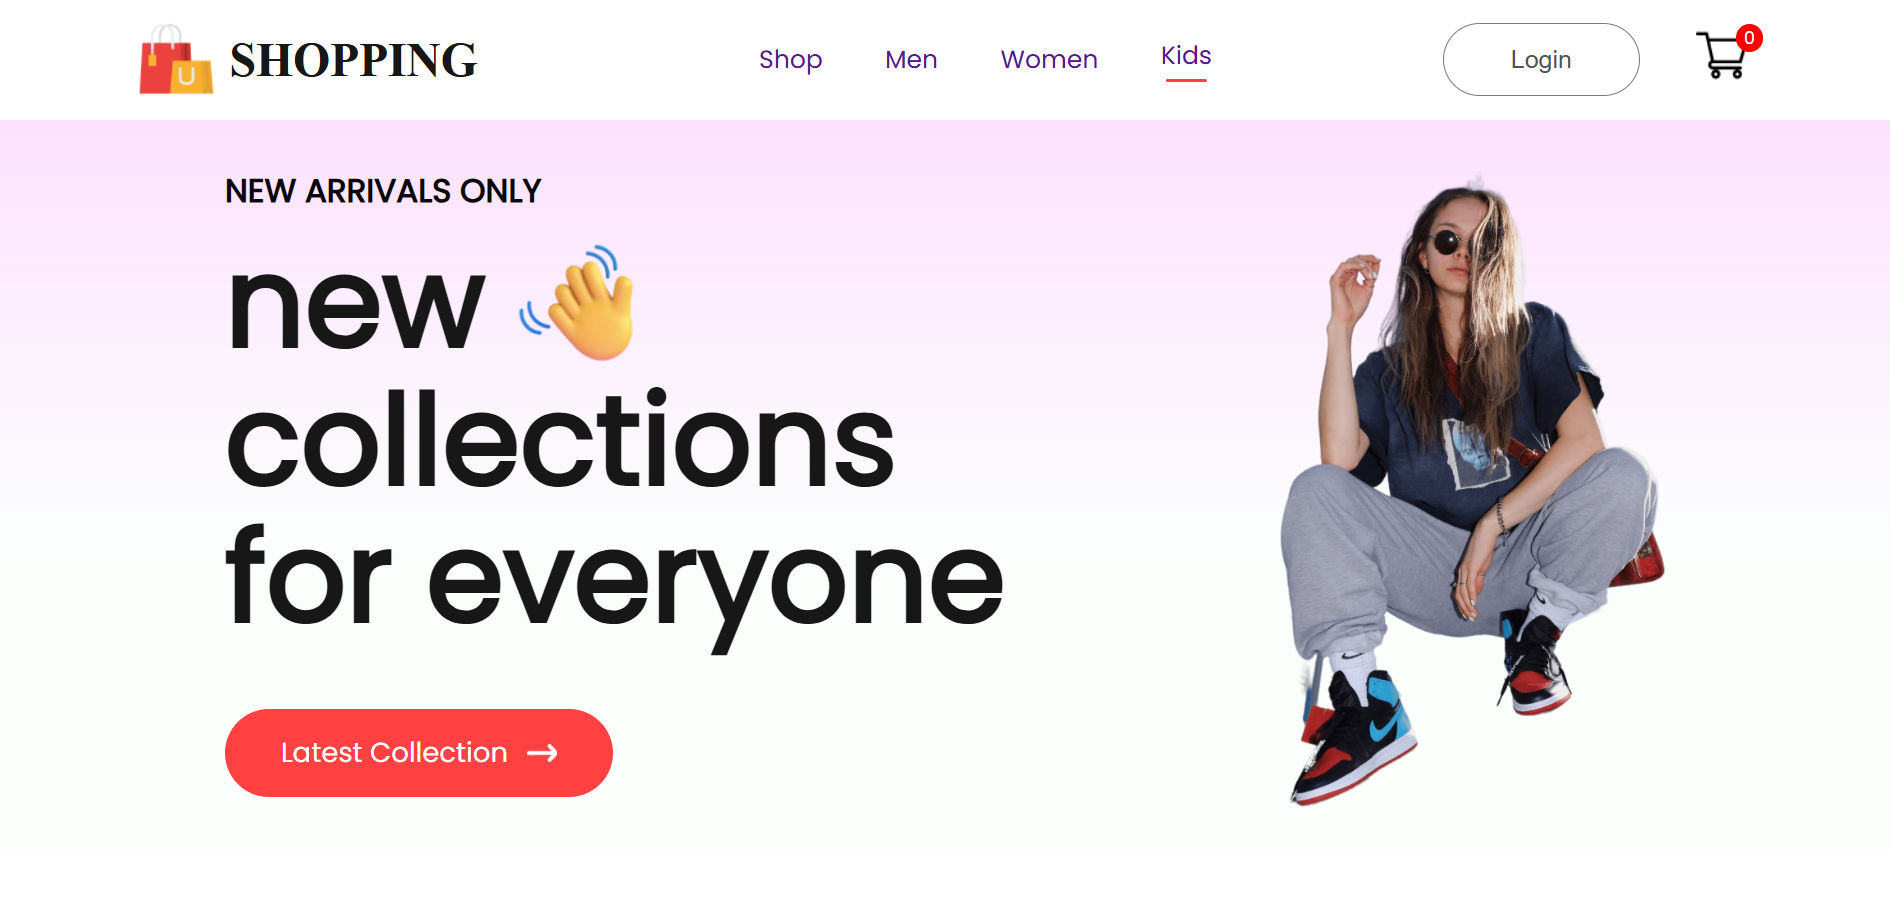 SHOPPING
Shop
Men
Women
Kids
Login
0
NEW ARRIVALS ONLY
new
collections
for everyone
Latest Collection